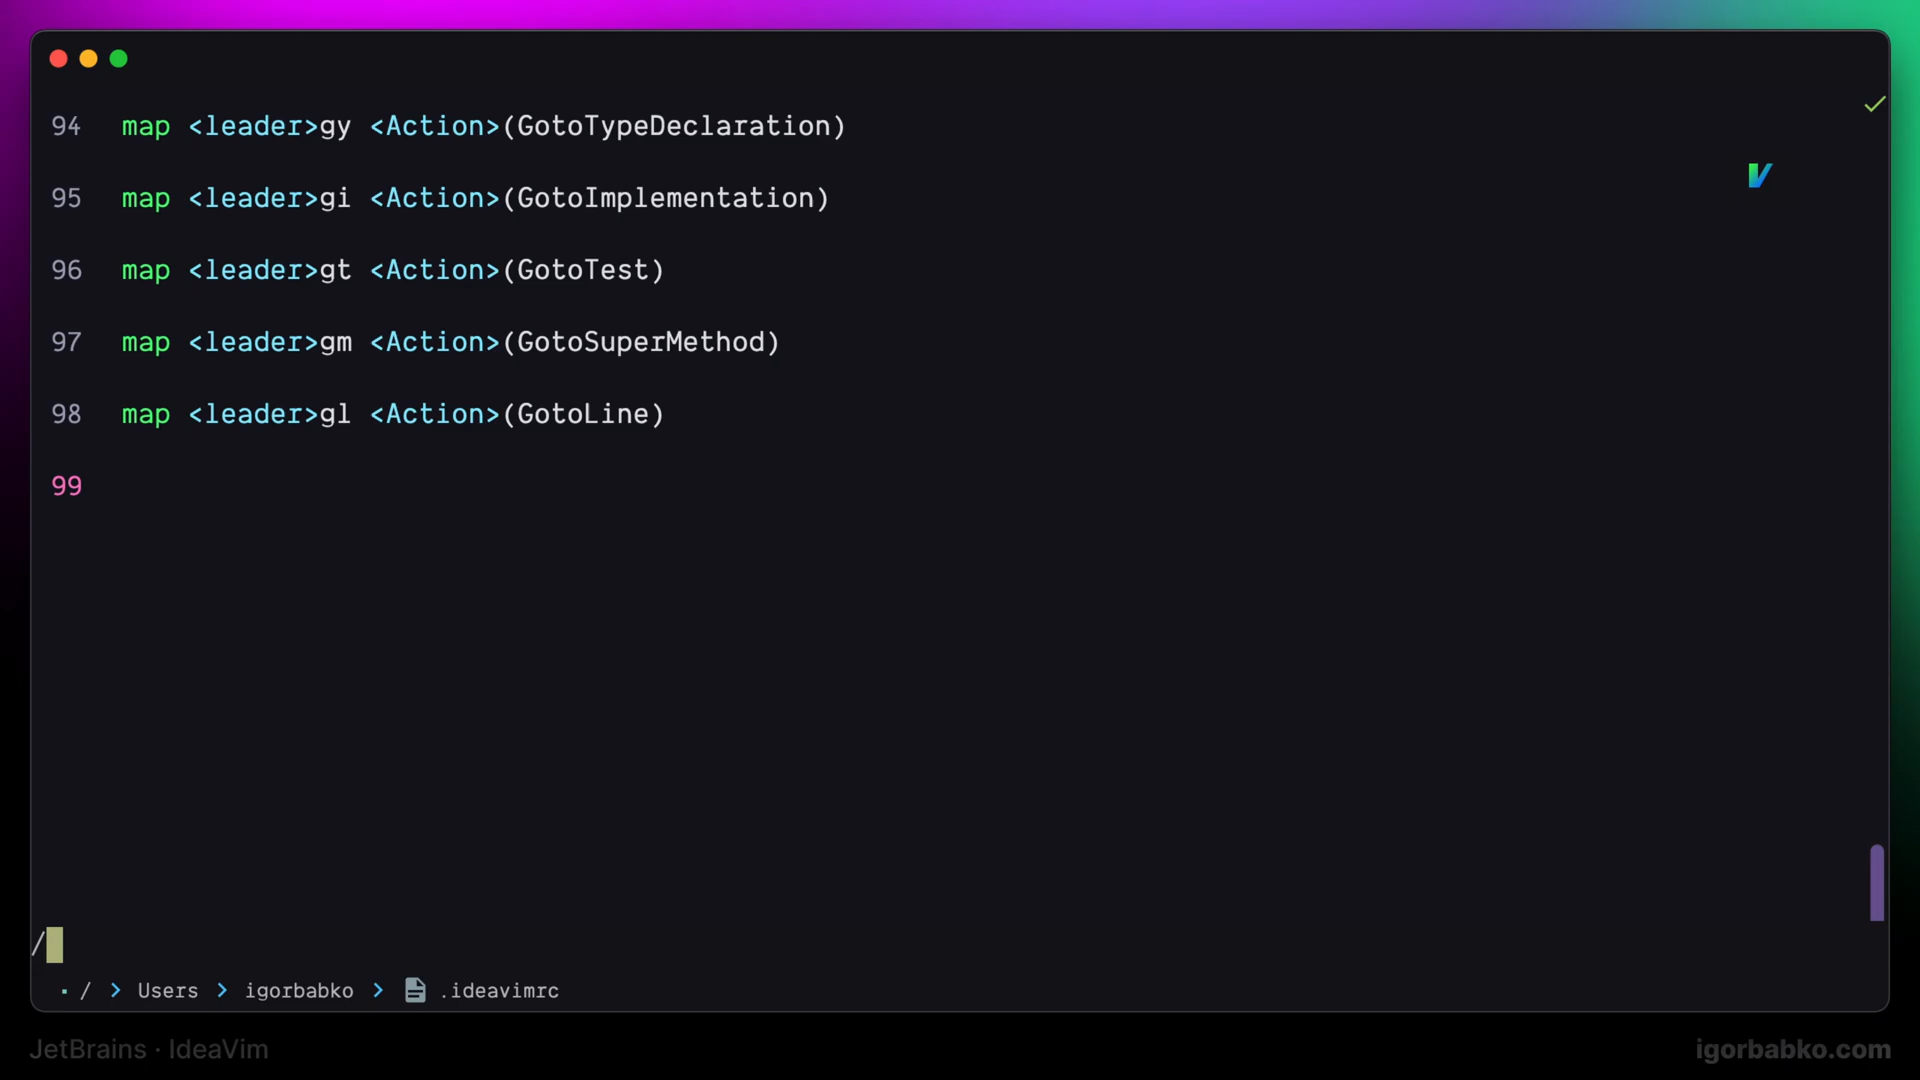 94 map <leader>gy <Action>(GotoTypeDeclaration)
95 map <leader>gi <Action>(GotoImplementation)
96 map <leader>gt <Action>(GotoTest)
97 map <leader>gm <Action>(GotoSuperMethod)
98 map <leader>gl <Action>(GotoLine)
99
/
/ > Users > igorbabko > .ideavimrc
JetBrains · IdeaVim
igorbabko.com